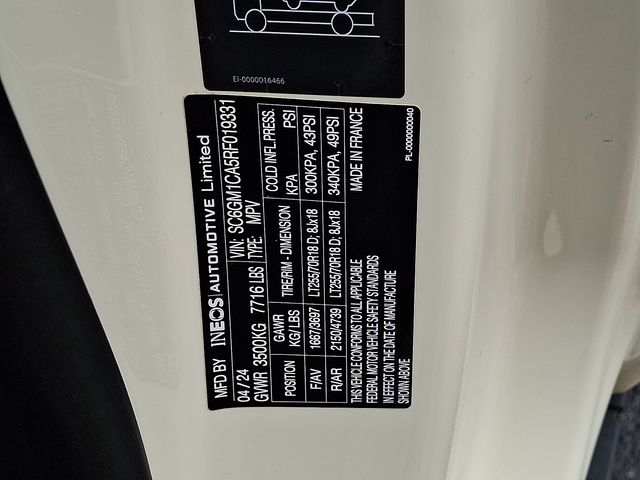 EI-0000016466
MFD BY INEOS | AUTOMOTIVE Limited
04 / 24 VIN: SC6GM1CA5RF019331
GVWR 3500KG 7716 LBS TYPE: MPV
POSITION GAWR KG/ LBS TIRE/RIM - DIMENSION COLD INFL.PRESS. KPA PSI
F/AV 1667/3697 LT255/70R18 D; 8Jx18 300KPA, 43PSI
R/AR 2150/4739 LT255/70R18 D; 8Jx18 340KPA, 49PSI
THIS VEHICLE CONFORMS TO ALL APPLICABLE MADE IN FRANCE
FEDERAL MOTOR VEHICLE SAFETY STANDARDS
IN EFFECT ON THE DATE OF MANUFACTURE
SHOWN ABOVE
PL-0000000040